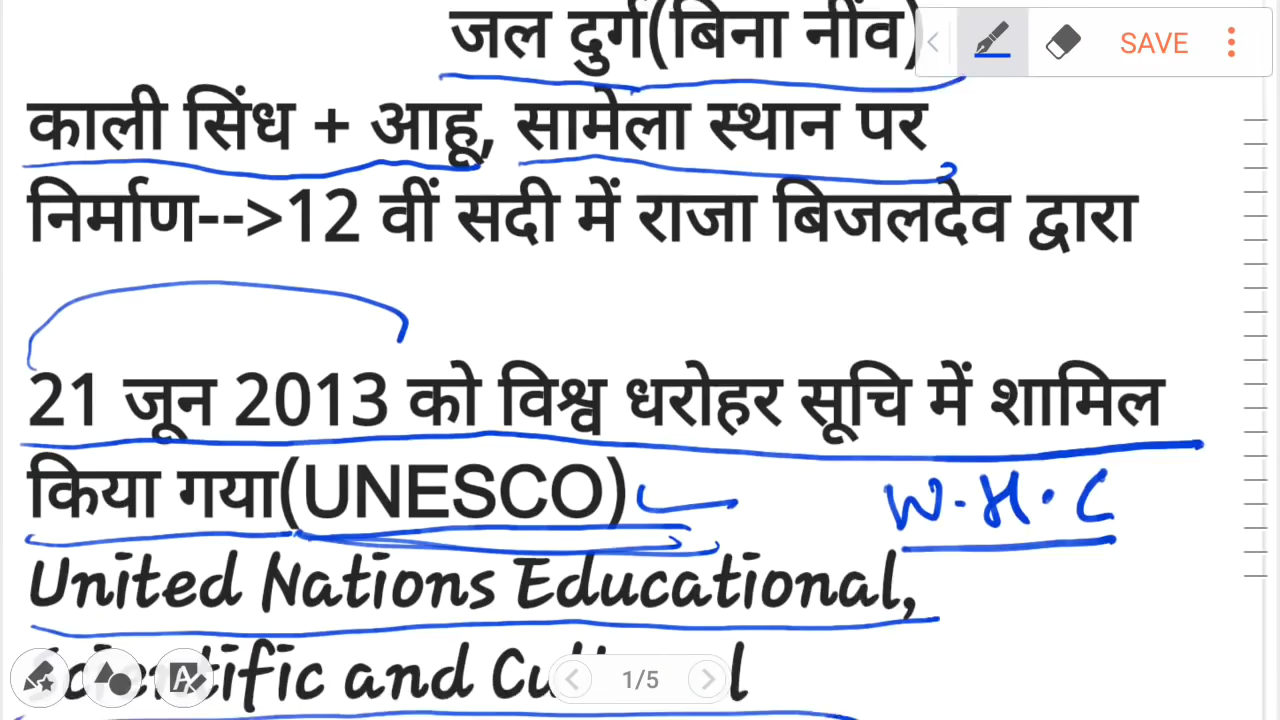 जल दुर्ग(बिना नींव)
SAVE
काली सिंध + आहू, सामेला स्थान पर
निर्माण-->12 वीं सदी में राजा बिजलदेव द्वारा
21 जून 2013 को विश्व धरोहर सूचि में शामिल
किया गया(UNESCO)
W.H.C
United Nations Educational,
and
1/5